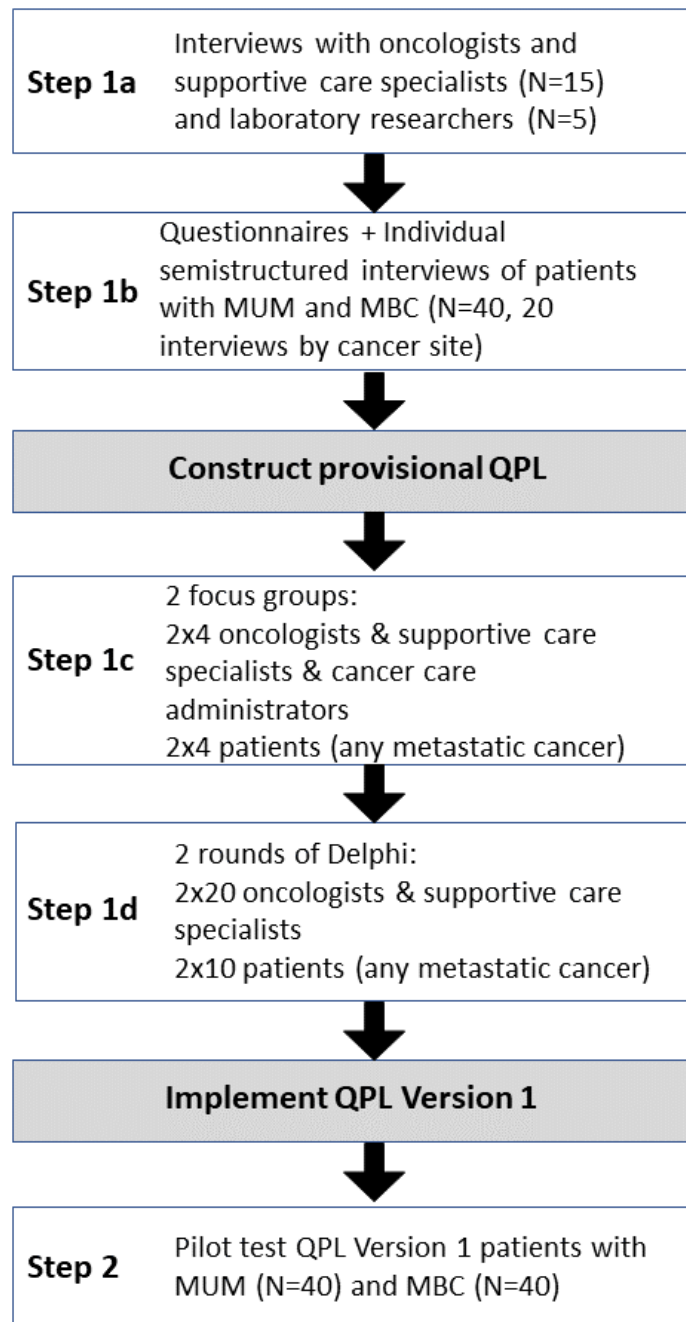 Interviews with oncologists and
Step 1a
supportive care specialists (N=15)
and laboratory researchers (N=5)
Questionnaires + Individual
semistructured interviews of patients
Step 1b
with MUM and MBC (N=40, 20
interviews by cancer site)
Construct provisional QPL
2 focus groups:
2x4 oncologists & supportive care
Step 1c
specialists & cancer care
administrators
2x4 patients (any metastatic cancer)
2 rounds of Delphi:
2x20 oncologists & supportive care
Step 1d
specialists
2x10 patients (any metastatic cancer)
Implement QPL Version 1
Step 2
Pilot test QPL Version 1 patients with
MUM (N=40) and MBC (N=40)